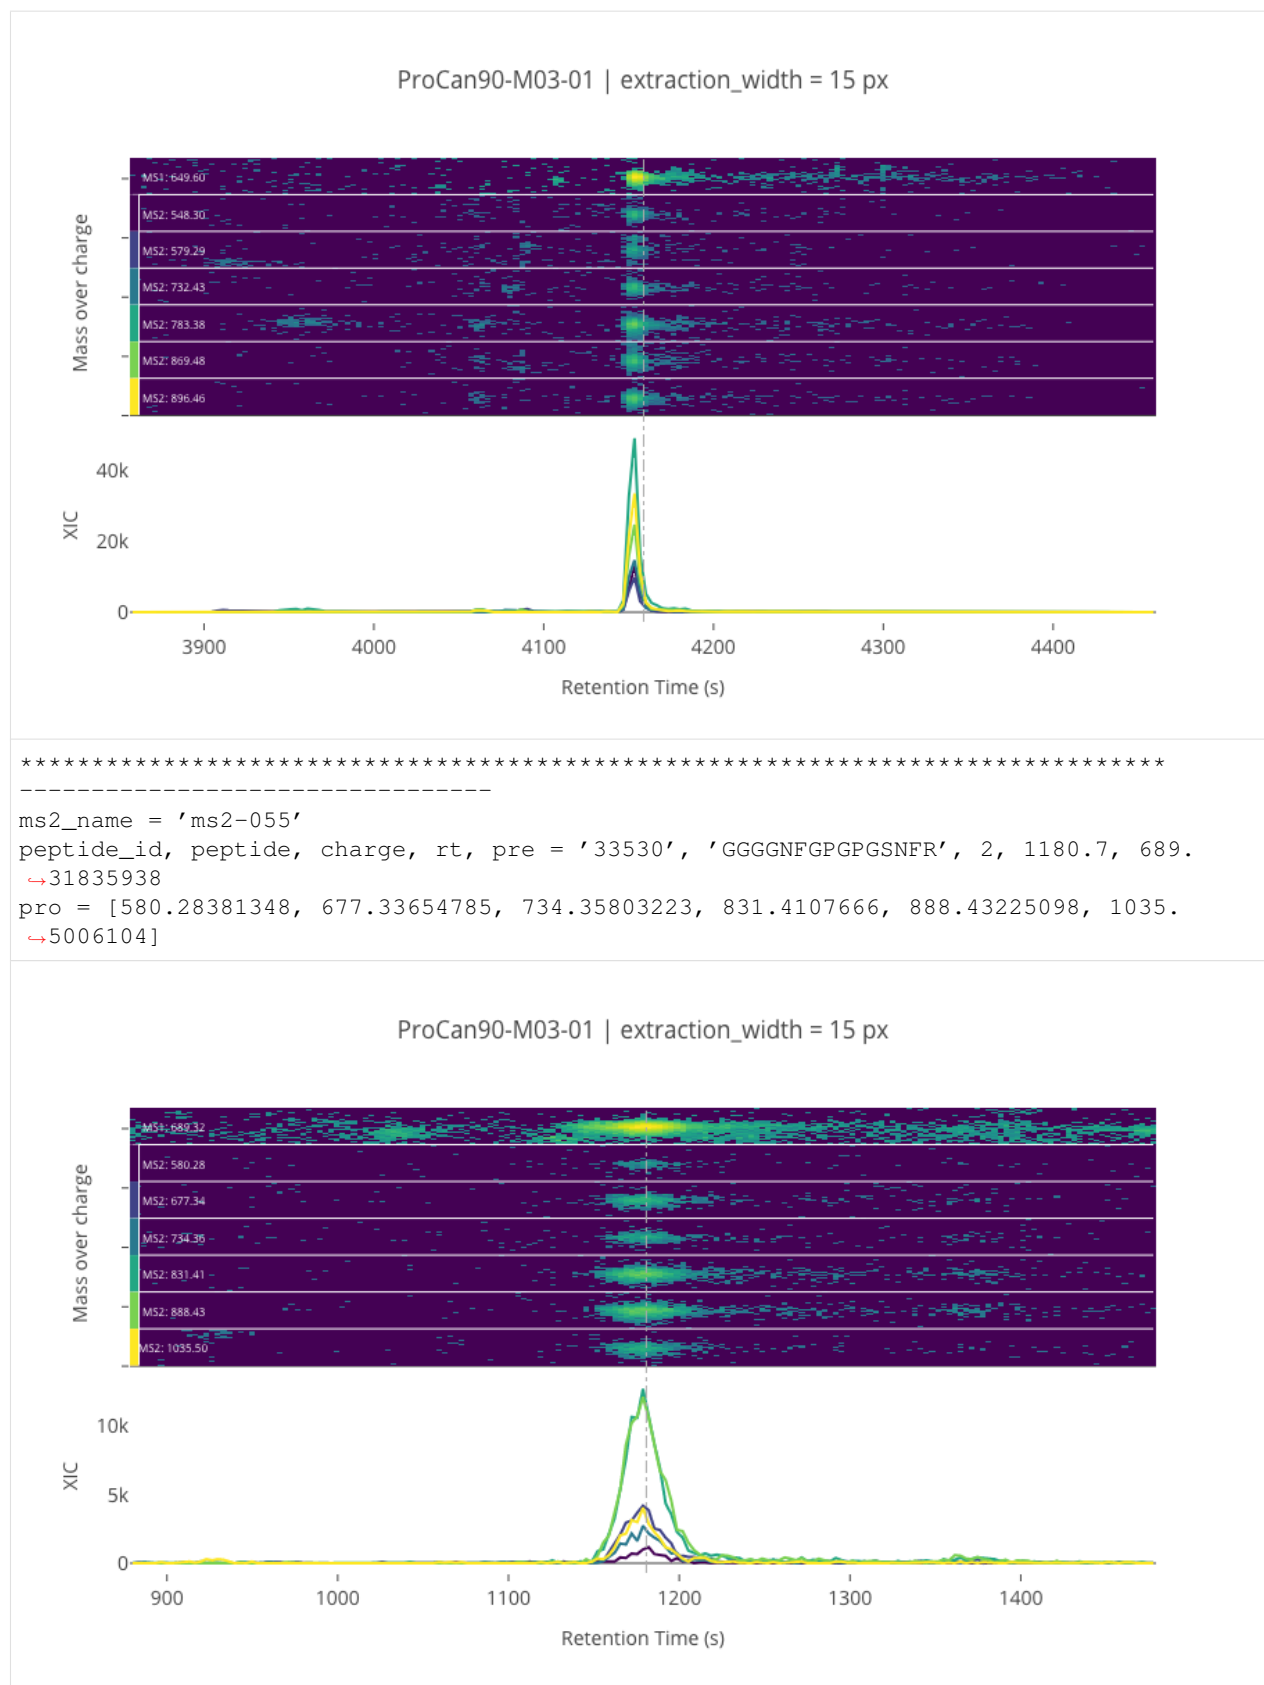 ProCan90-M03-01 | extraction_width = 15 px
MS1: 649.60
MS2: 548.30
MS2: 579.29
MS2: 732.43
MS2: 783.38
MS2: 869.48
MS2: 896.46
Mass over charge
40k
20k
0
XIC
3900 4000 4100 4200 4300 4400
Retention Time (s)
********************************************************************************
---------------------------------
ms2_name = 'ms2-055'
peptide_id, peptide, charge, rt, pre = '33530', 'GGGGNFGPGPGSNFR', 2, 1180.7, 689.
↪31835938
pro = [580.28381348, 677.33654785, 734.35803223, 831.4107666, 888.43225098, 1035.
↪5006104]
ProCan90-M03-01 | extraction_width = 15 px
MS1: 689.32
MS2: 580.28
MS2: 677.34
MS2: 734.36
MS2: 831.41
MS2: 888.43
MS2: 1035.50
Mass over charge
10k
5k
0
XIC
900 1000 1100 1200 1300 1400
Retention Time (s)